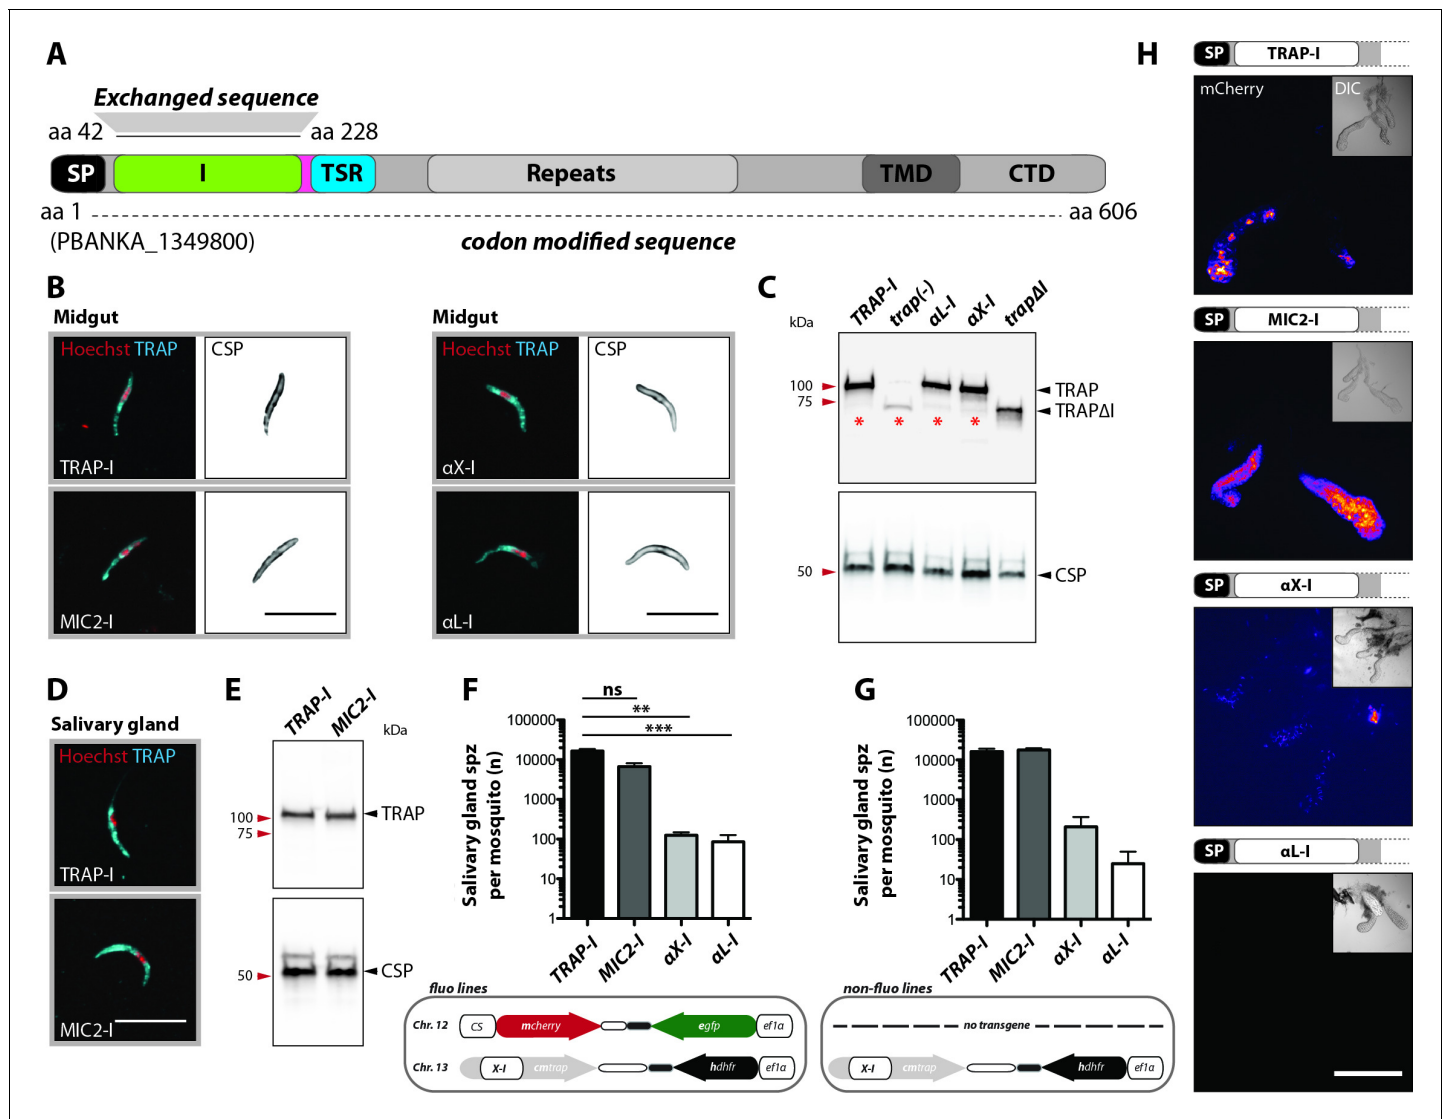 A
Exchanged sequence
aa 42
aa 228
SP
I
TSR
Repeats
TMD
CTD
aa 1
aa 606
(PBANKA_1349800)
codon modified sequence
B
Midgut
Hoechst TRAP
CSP
TRAP-I
MIC2-I
Midgut
Hoechst TRAP
CSP
αX-I
αL-I
C
kDa
TRAP-I
trap(-)
αL-I
αX-I
trapΔI
100
75
TRAP
TRAPΔI
* * * *
50
CSP
D
Salivary gland
Hoechst TRAP
TRAP-I
MIC2-I
E
TRAP-I
MIC2-I
kDa
100
75
TRAP
50
CSP
F
ns
**
***
Salivary gland spz
per mosquito (n)
100000
10000
1000
100
10
1
TRAP-I
MIC2-I
αX-I
αL-I
fluo lines
Chr. 12
CS
mcherry
egfp
ef1α
Chr. 13
X-I
cmtrap
hdhfr
ef1α
G
Salivary gland spz
per mosquito (n)
100000
10000
1000
100
10
1
TRAP-I
MIC2-I
αX-I
αL-I
non-fluo lines
no transgene
X-I
cmtrap
hdhfr
ef1α
H
SP
TRAP-I
mCherry
DIC
SP
MIC2-I
SP
αX-I
SP
αL-I